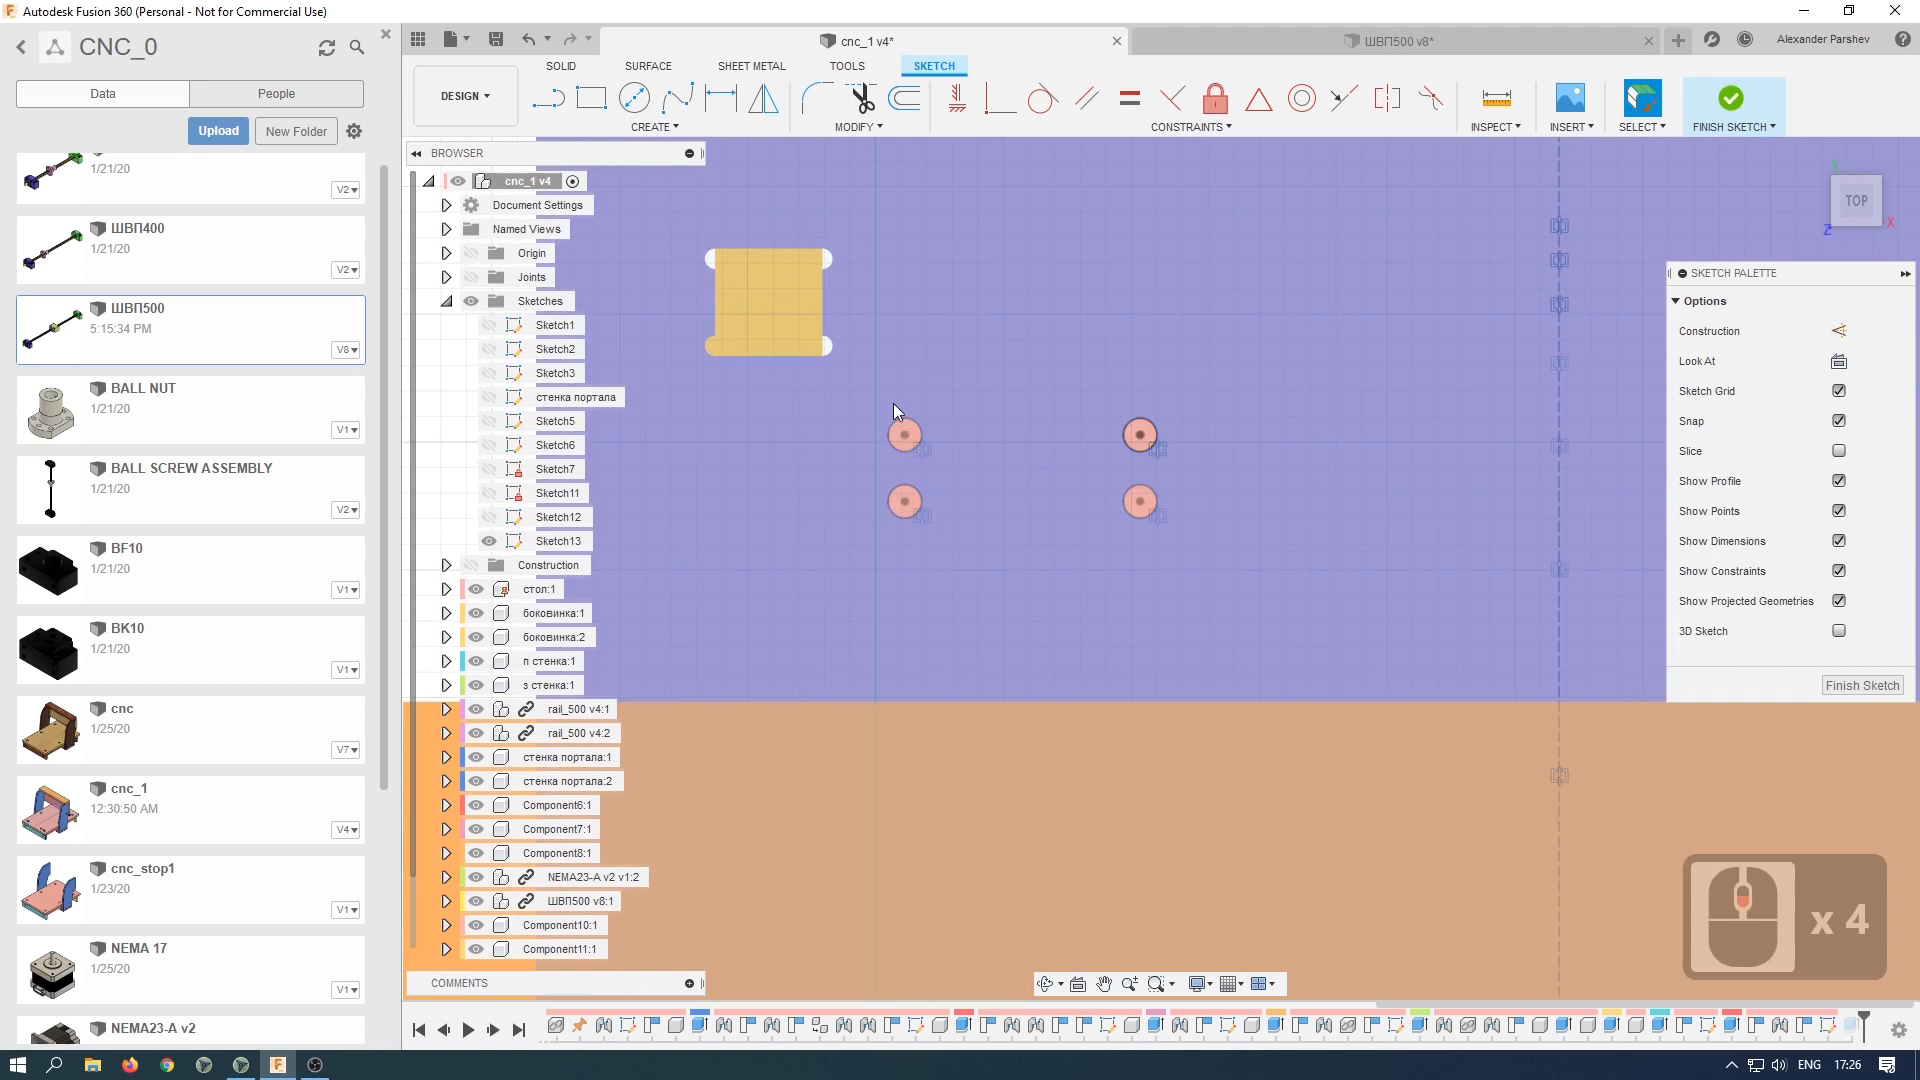 Autodesk Fusion 360 (Personal - Not for Commercial Use)
CNC_0
Data
People
Upload
New Folder
1/21/20
V2
ШВП400
1/21/20
V2
ШВП500
5:15:34 PM
V8
BALL NUT
1/21/20
V1
BALL SCREW ASSEMBLY
1/21/20
V2
BF10
1/21/20
V1
BK10
1/21/20
V1
cnc
1/25/20
V7
cnc_1
12:30:50 AM
V4
cnc_stop1
1/23/20
V1
NEMA 17
1/25/20
V1
NEMA23-A v2
cnc_1 v4*
ШВП500 v8*
Alexander Parshev
DESIGN
SOLID
SURFACE
SHEET METAL
TOOLS
SKETCH
CREATE
MODIFY
CONSTRAINTS
INSPECT
INSERT
SELECT
FINISH SKETCH
BROWSER
cnc_1 v4
Document Settings
Named Views
Origin
Joints
Sketches
Sketch1
Sketch2
Sketch3
стенка портала
Sketch5
Sketch6
Sketch7
Sketch11
Sketch12
Sketch13
Construction
стол:1
боковинка:1
боковинка:2
п стенка:1
з стенка:1
rail_500 v4:1
rail_500 v4:2
стенка портала:1
стенка портала:2
Component6:1
Component7:1
Component8:1
NEMA23-A v2 v1:2
ШВП500 v8:1
Component10:1
Component11:1
COMMENTS
TOP
X
Z
SKETCH PALETTE
Options
Construction
Look At
Sketch Grid
Snap
Slice
Show Profile
Show Points
Show Dimensions
Show Constraints
Show Projected Geometries
3D Sketch
Finish Sketch
x 4
ENG
17:26